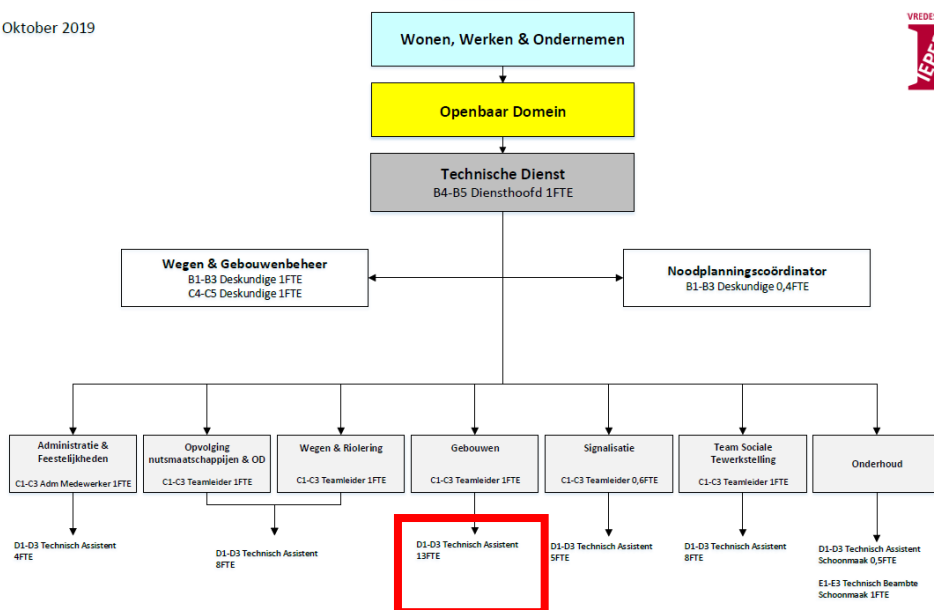 Oktober 2019
VREDES
IEPER
Wonen, Werken & Ondernemen
Openbaar Domein
Technische Dienst
B4-B5 Diensthoofd 1FTE
Wegen & Gebouwenbeheer
B1-B3 Deskundige 1FTE
C4-C5 Deskundige 1FTE
Noodplanningscoördinator
B1-B3 Deskundige 0,4FTE
Administratie &
Feestelijkheden
C1-C3 Adm Medewerker 1FTE
Opvolging
nutsmaatschappijen & OD
C1-C3 Teamleider 1FTE
Wegen & Riolering
C1-C3 Teamleider 1FTE
Gebouwen
C1-C3 Teamleider 1FTE
Signalisatie
C1-C3 Teamleider 0,6FTE
Team Sociale
Tewerkstelling
C1-C3 Teamleider 1FTE
Onderhoud
D1-D3 Technisch Assistent
4FTE
D1-D3 Technisch Assistent
8FTE
D1-D3 Technisch Assistent
13FTE
D1-D3 Technisch Assistent
5FTE
D1-D3 Technisch Assistent
8FTE
D1-D3 Technisch Assistent
Schoonmaak 0,5FTE
E1-E3 Technisch Beambte
Schoonmaak 1FTE